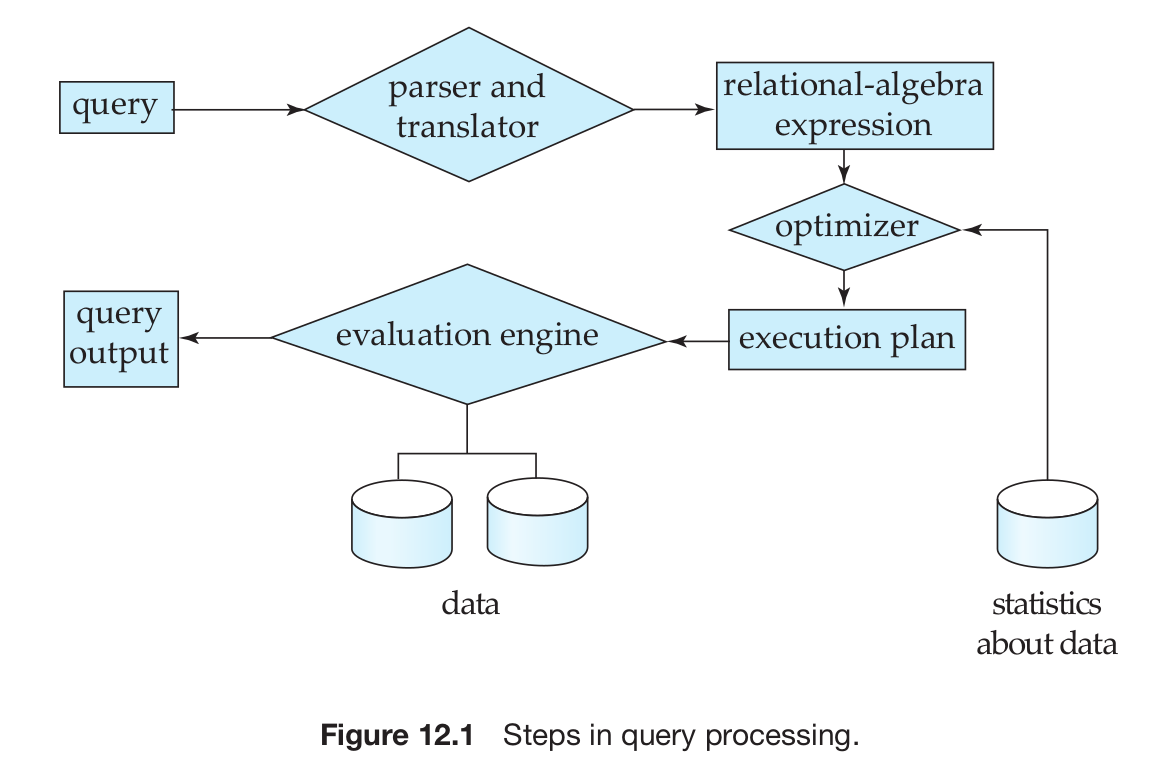 query
parser and
translator
relational-algebra
expression
optimizer
query
output
evaluation engine
execution plan
data
statistics
about data
Figure 12.1 Steps in query processing.